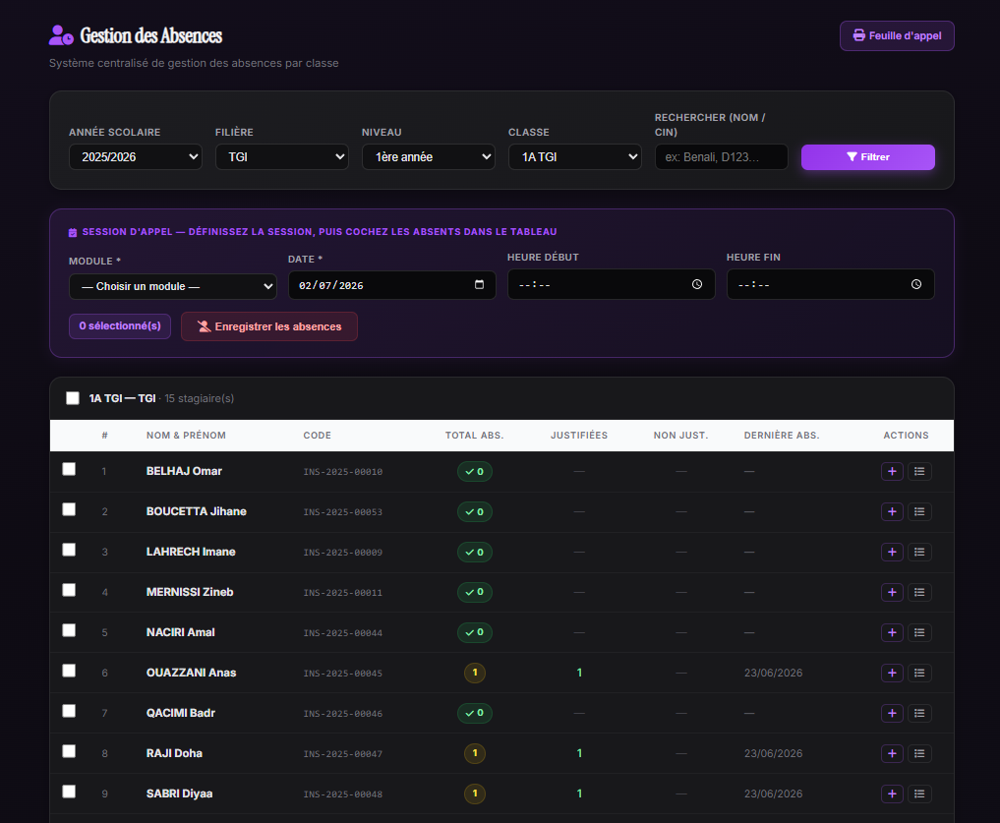 Gestion des Absences
Feuille d'appel
Système centralisé de gestion des absences par classe
ANNÉE SCOLAIRE FILIÈRE NIVEAU CLASSE RECHERCHER (NOM /
CIN)
2025/2026 TGI 1ère année 1A TGI ex: Benali, D123... Filtrer
SESSION D'APPEL — DÉFINISSEZ LA SESSION, PUIS COCHEZ LES ABSENTS DANS LE TABLEAU
MODULE * DATE * HEURE DÉBUT HEURE FIN
— Choisir un module — 02/07/2026 --:-- --:--
0 sélectionné(s) Enregistrer les absences
1A TGI — TGI · 15 stagiaire(s)
# NOM & PRÉNOM CODE TOTAL ABS. JUSTIFIÉES NON JUST. DERNIÈRE ABS. ACTIONS
1 BELHAJ Omar INS-2025-00010 ✓ 0 — — — +
2 BOUCETTA Jihane INS-2025-00053 ✓ 0 — — — +
3 LAHRECH Imane INS-2025-00009 ✓ 0 — — — +
4 MERNISSI Zineb INS-2025-00011 ✓ 0 — — — +
5 NACIRI Amal INS-2025-00044 ✓ 0 — — — +
6 OUAZZANI Anas INS-2025-00045 1 1 — 23/06/2026 +
7 QACIMI Badr INS-2025-00046 ✓ 0 — — — +
8 RAJI Doha INS-2025-00047 1 1 — 23/06/2026 +
9 SABRI Diyaa INS-2025-00048 1 1 — 23/06/2026 +